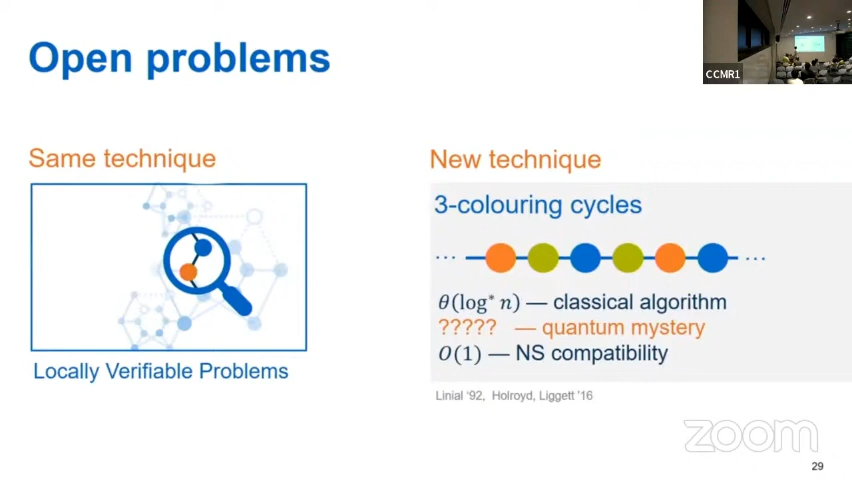 Open problems
CCMR1
Same technique
Locally Verifiable Problems
New technique
3-colouring cycles
··· ···
θ(log* n) — classical algorithm
????? — quantum mystery
O(1) — NS compatibility
Linial ‘92, Holroyd, Liggett ’16
zoom
29